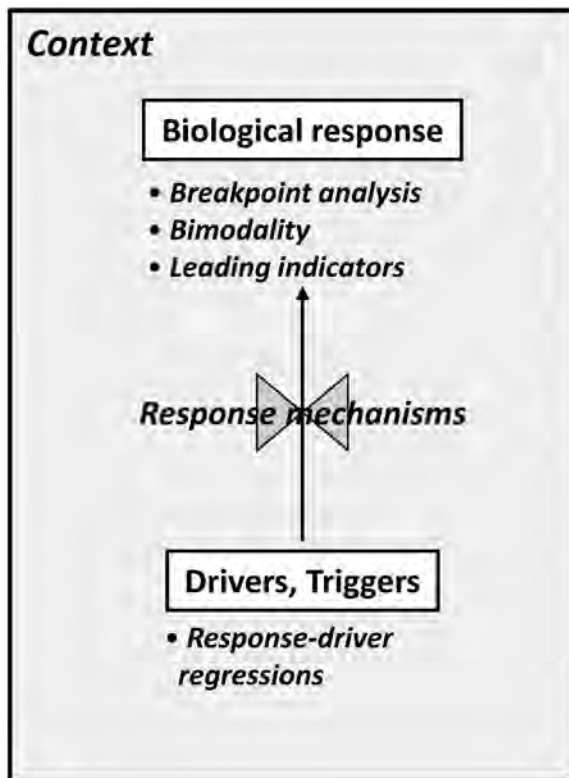 Context
Biological response
• Breakpoint analysis
• Bimodality
• Leading indicators
Response mechanisms
Drivers, Triggers
• Response-driver
regressions